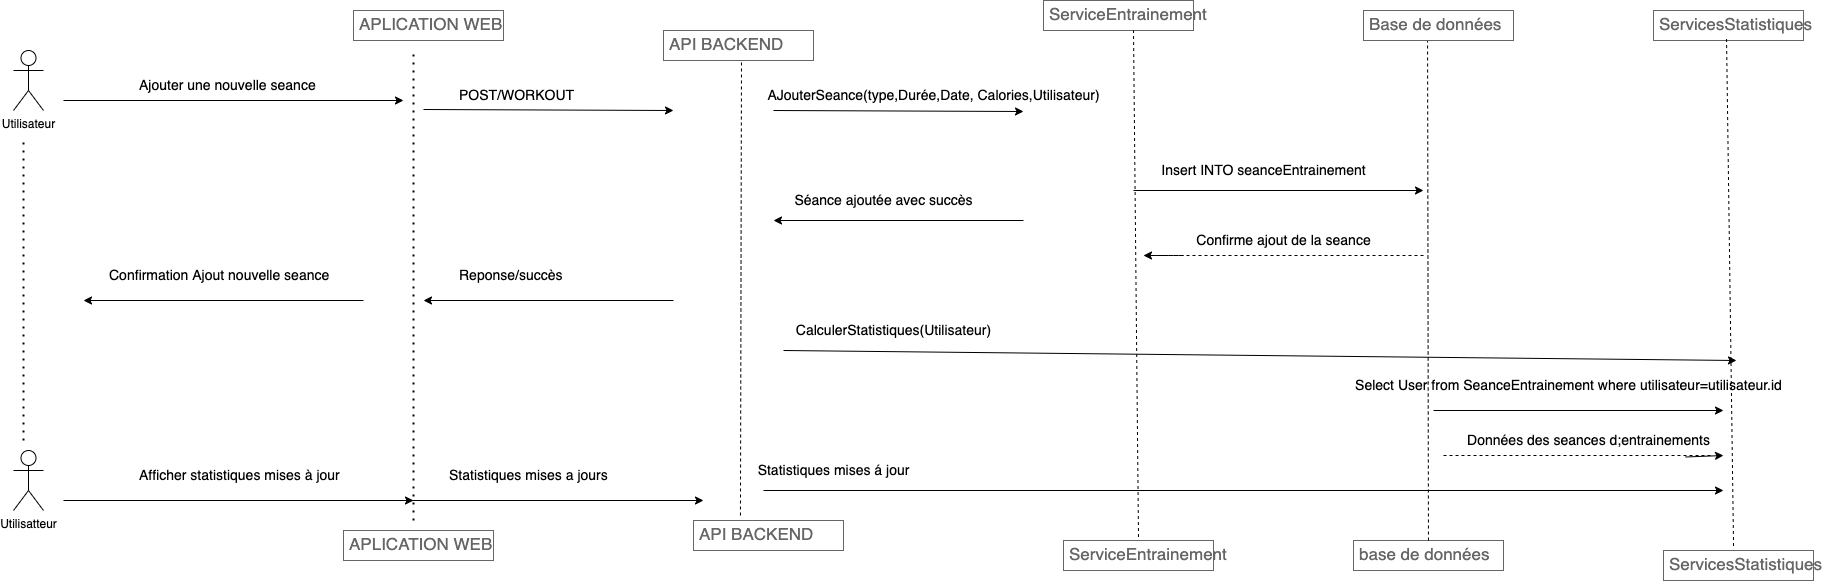 APLICATION WEB
API BACKEND
ServiceEntrainement
Base de données
ServicesStatistiques
Utilisateur
Ajouter une nouvelle seance
POST/WORKOUT
AJouterSeance(type,Durée,Date, Calories,Utilisateur)
Insert INTO seanceEntrainement
Séance ajoutée avec succès
Confirme ajout de la seance
Confirmation Ajout nouvelle seance
Reponse/succès
CalculerStatistiques(Utilisateur)
Select User from SeanceEntrainement where utilisateur=utilisateur.id
Données des seances d;entrainements
Afficher statistiques mises à jour
Statistiques mises a jours
Statistiques mises á jour
Utilisatteur
APLICATION WEB
API BACKEND
ServiceEntrainement
base de données
ServicesStatistiques